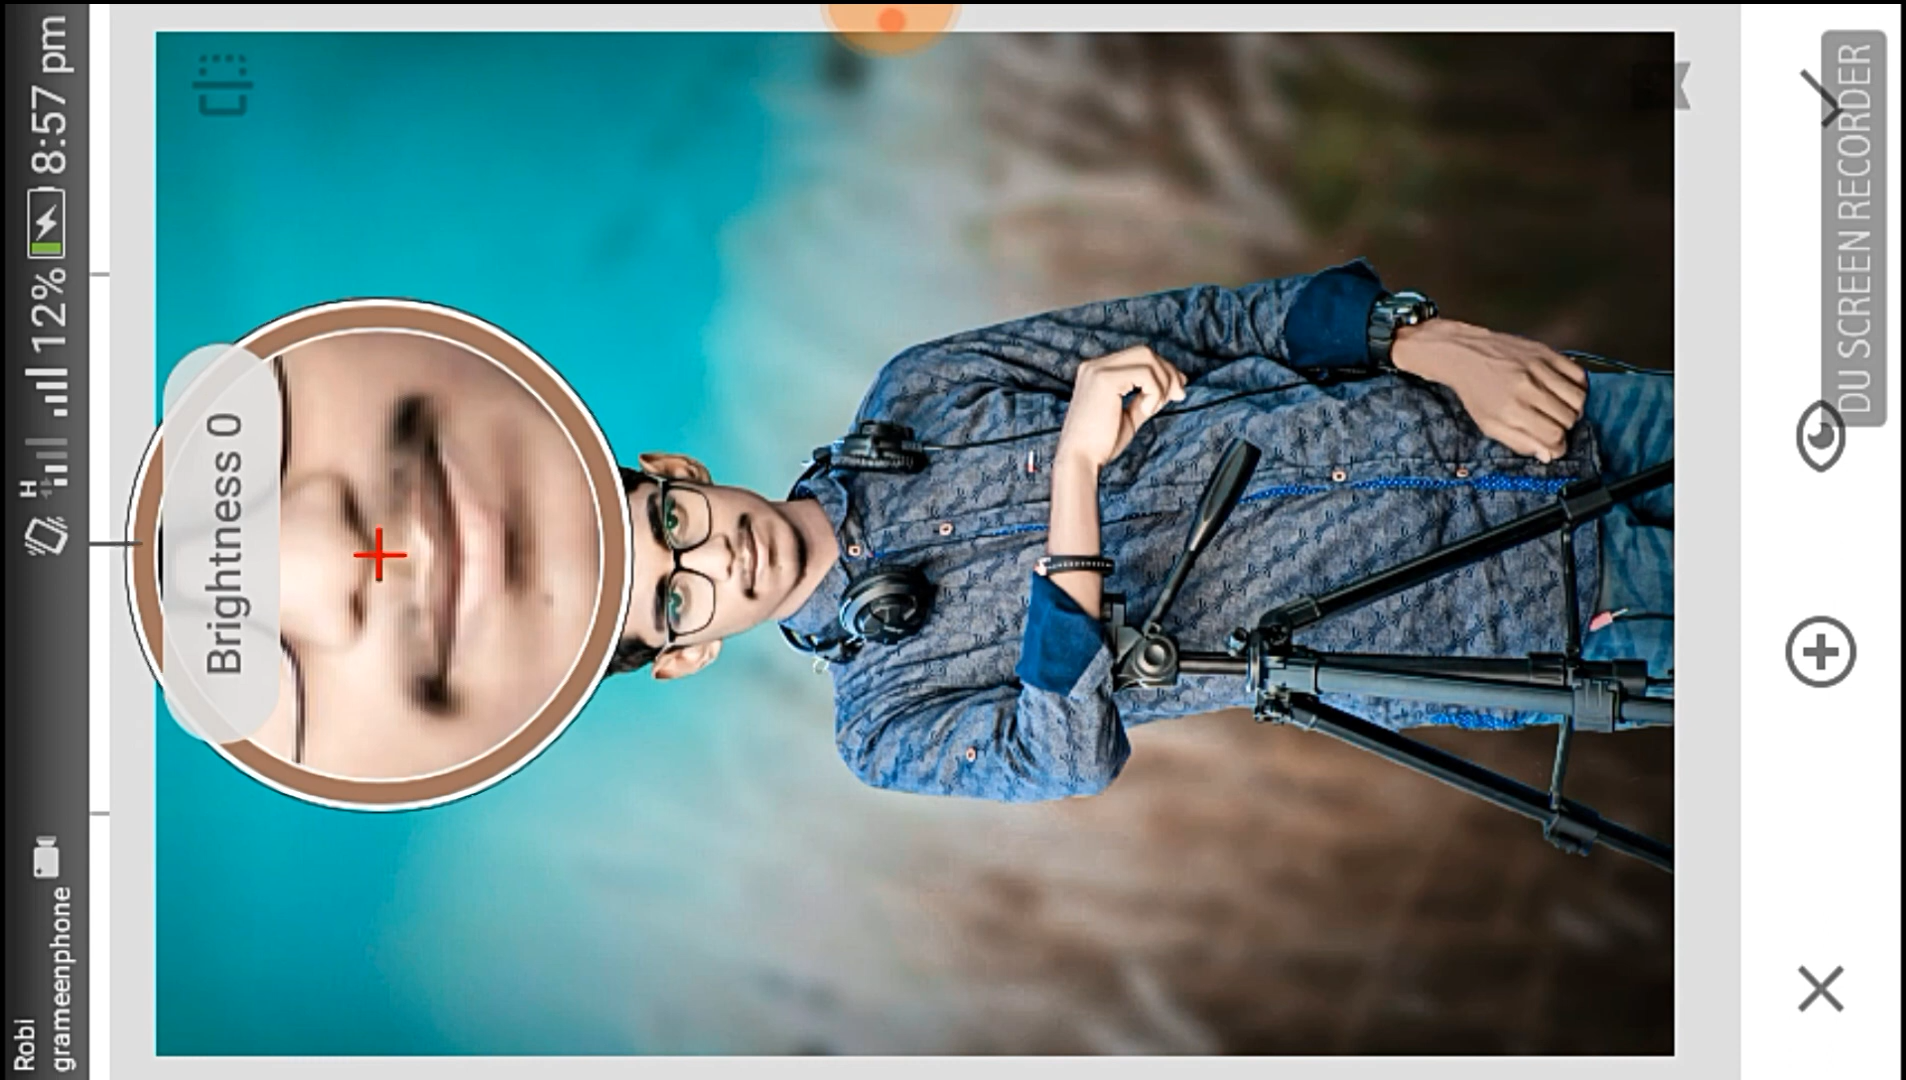 Robi
grameenphone
H
12%
8:57 pm
Brightness 0
DU SCREEN RECORDER